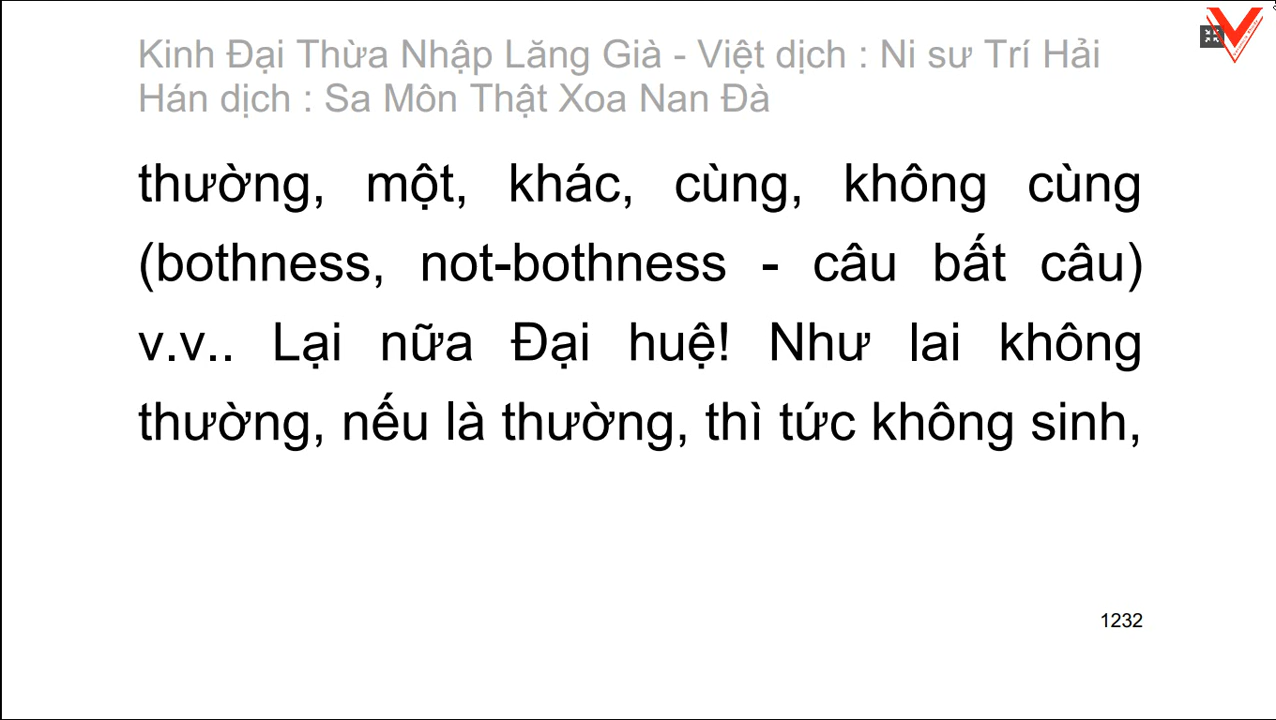 Kinh Đại Thừa Nhập Lăng Già - Việt dịch : Ni sư Trí Hải
Hán dịch : Sa Môn Thật Xoa Nan Đà
thường, một, khác, cùng, không cùng
(bothness, not-bothness - câu bất câu)
v.v.. Lại nữa Đại huệ! Như lai không
thường, nếu là thường, thì tức không sinh,
1232